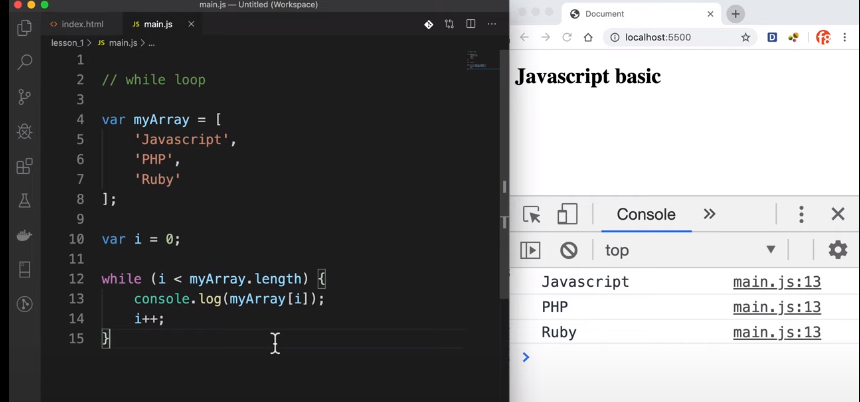 main.js — Untitled (Workspace)
index.html
JS main.js ×
lesson_1 > JS main.js > ...
1
2 // while loop
3
4 var myArray = [
5 'Javascript',
6 'PHP',
7 'Ruby'
8 ];
9
10 var i = 0;
11
12 while (i < myArray.length) {
13 console.log(myArray[i]);
14 i++;
15 }
Document
localhost:5500
Javascript basic
Console
top
Javascript main.js:13
PHP main.js:13
Ruby main.js:13